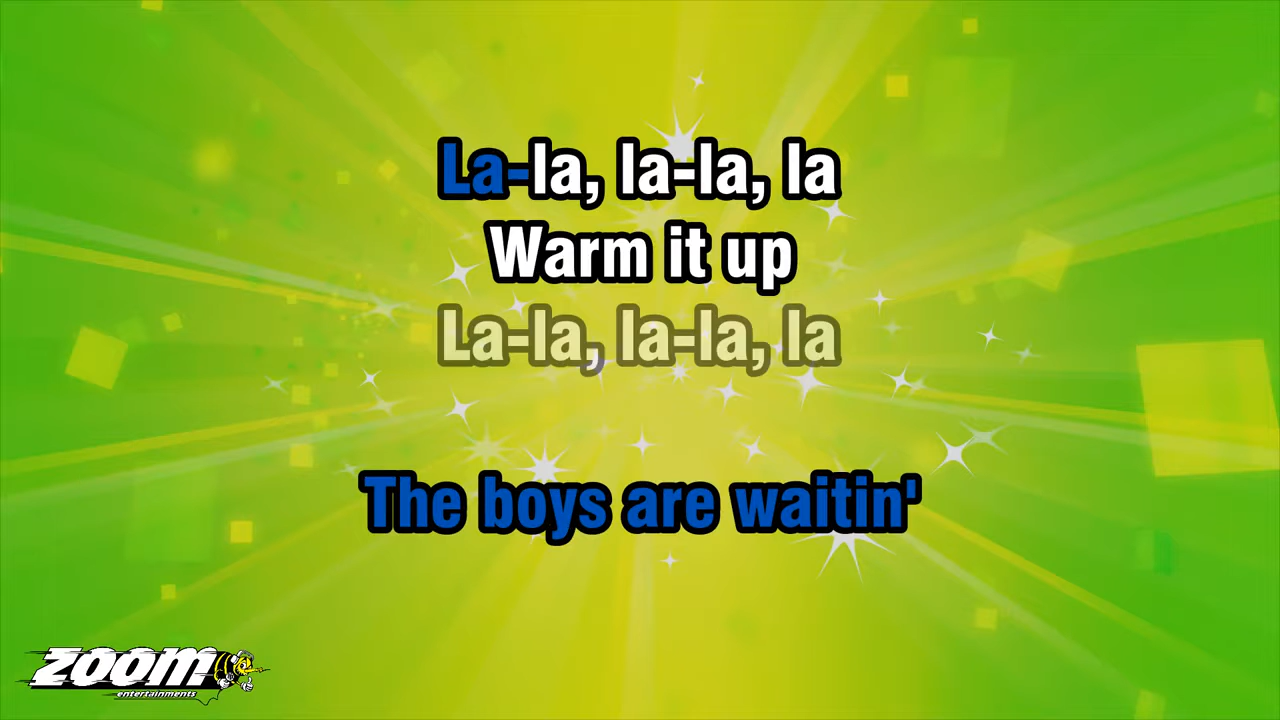 La-la, la-la, la
Warm it up
La-la, la-la, la
The boys are waitin'
ZOOM
entertainments